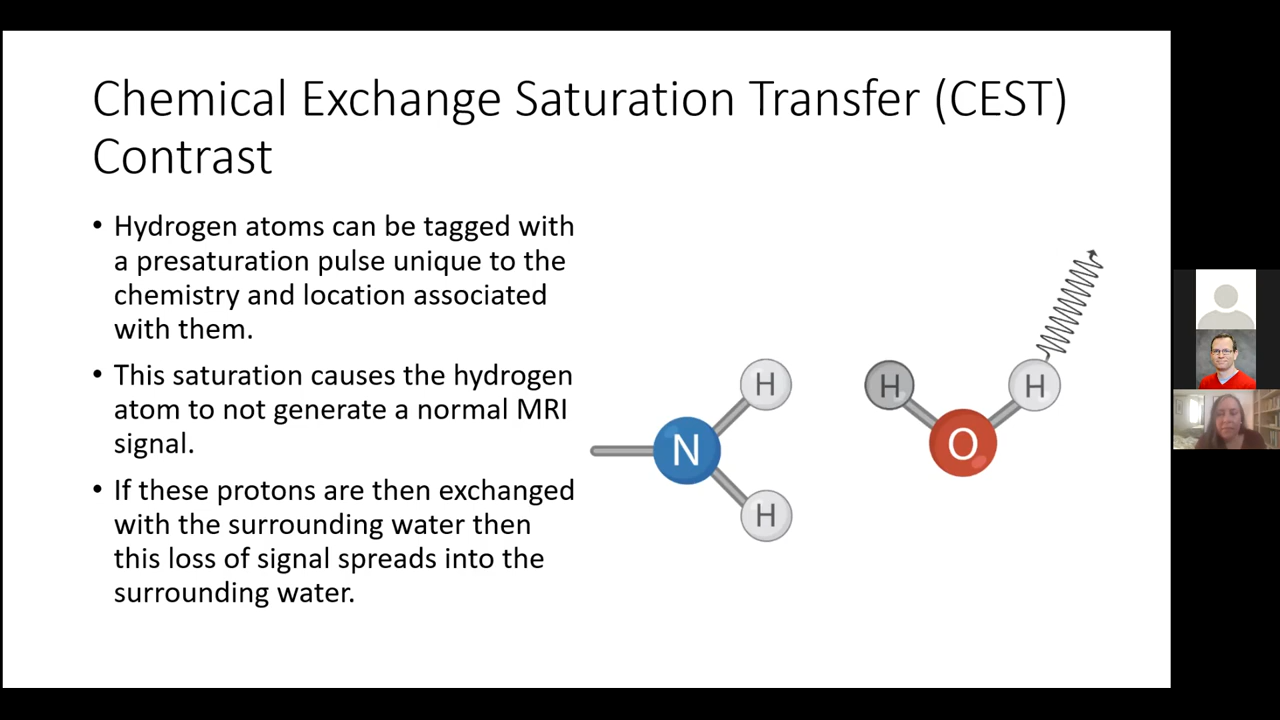 Chemical Exchange Saturation Transfer (CEST)
Contrast
• Hydrogen atoms can be tagged with
a presaturation pulse unique to the
chemistry and location associated
with them.
• This saturation causes the hydrogen
atom to not generate a normal MRI
signal.
• If these protons are then exchanged
with the surrounding water then
this loss of signal spreads into the
surrounding water.
H
N
H
H
H
O